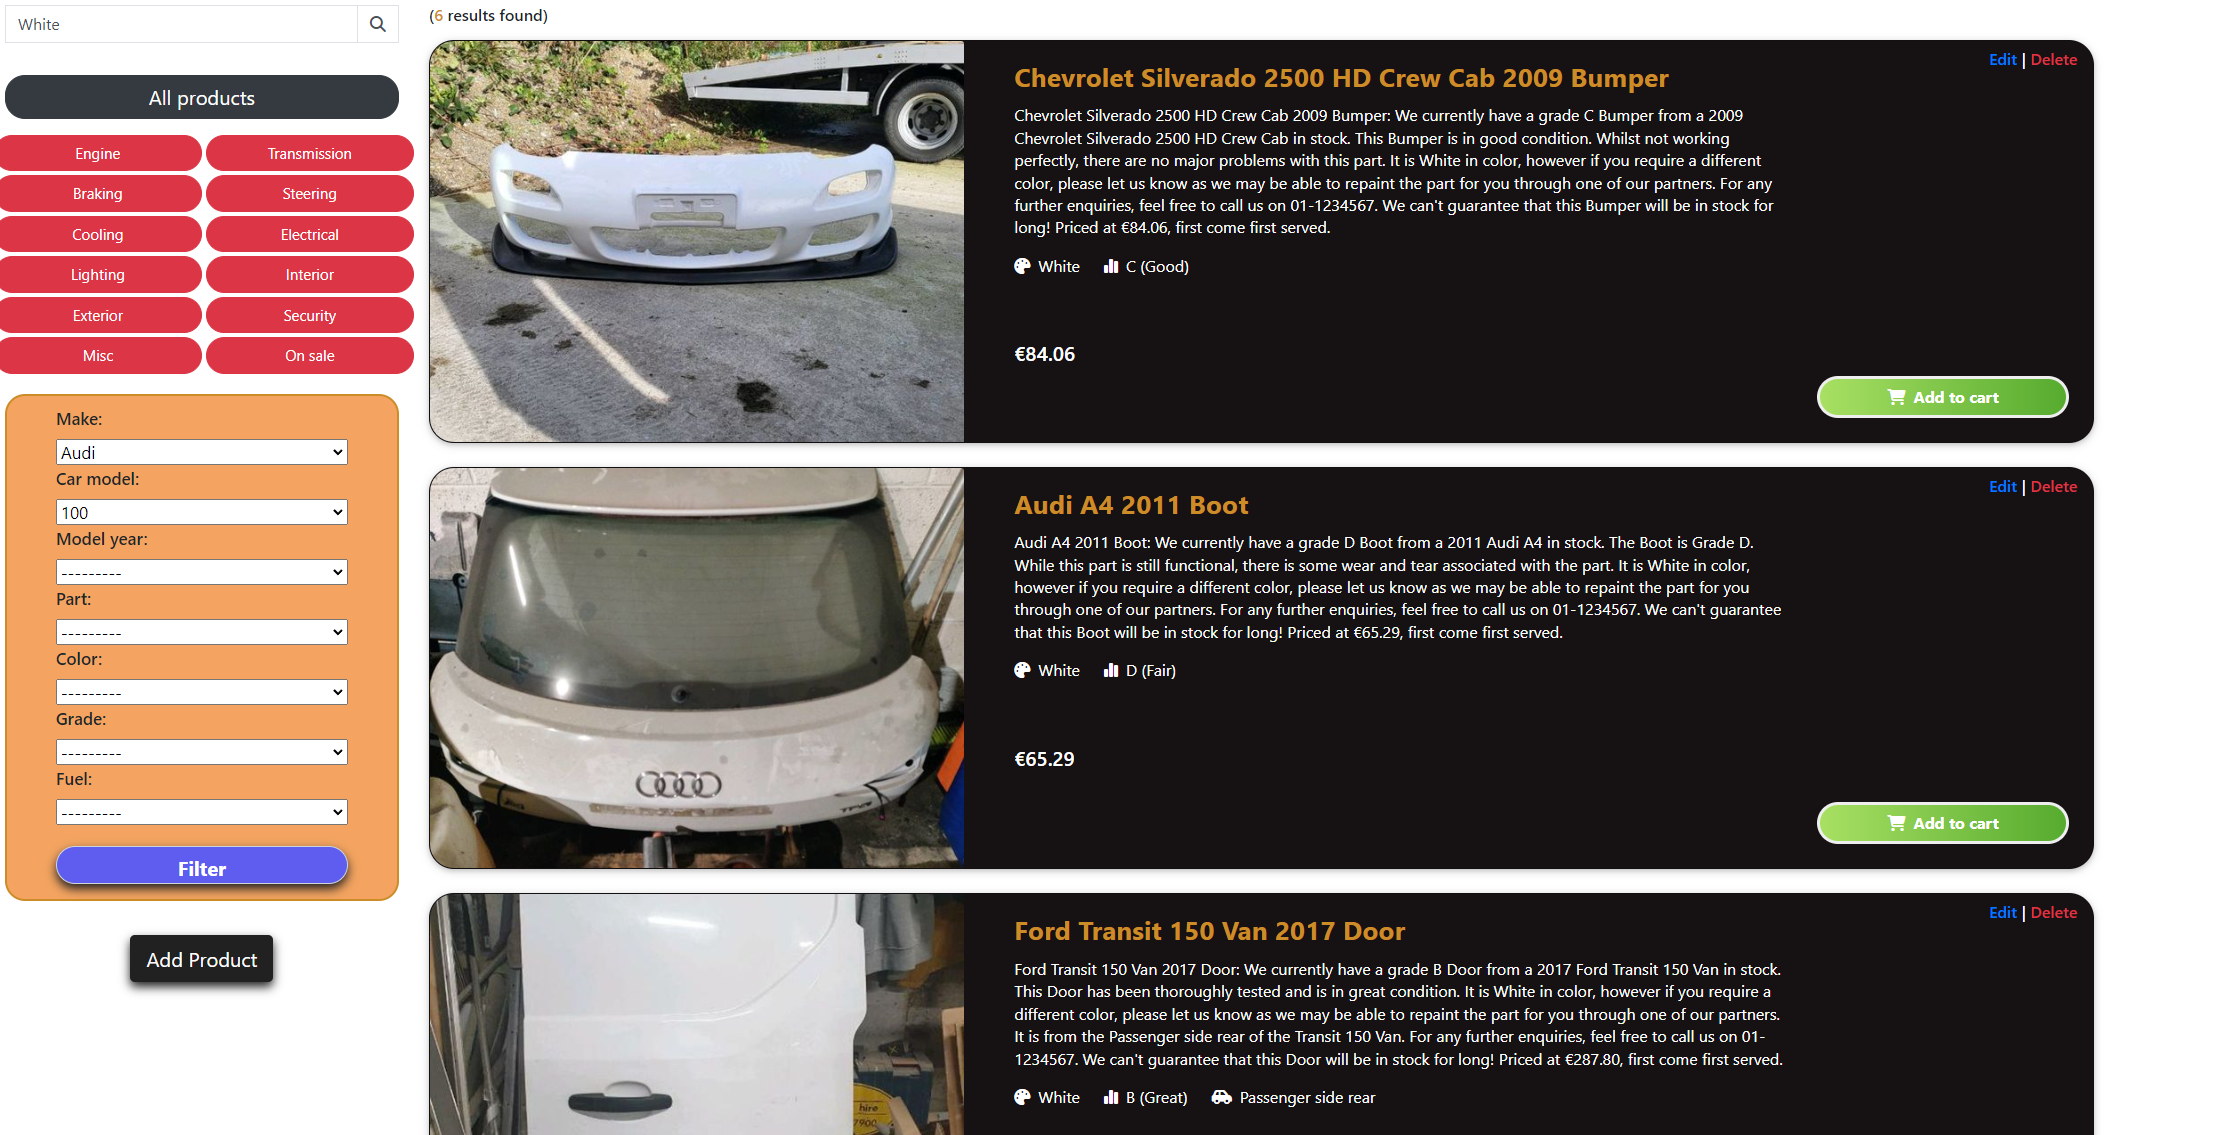 White
All products
Engine
Transmission
Braking
Steering
Cooling
Electrical
Lighting
Interior
Exterior
Security
Misc
On sale
Make:
Audi
Car model:
100
Model year:
---------
Part:
---------
Color:
---------
Grade:
---------
Fuel:
---------
Filter
Add Product
(6 results found)
Edit | Delete
Chevrolet Silverado 2500 HD Crew Cab 2009 Bumper
Chevrolet Silverado 2500 HD Crew Cab 2009 Bumper: We currently have a grade C Bumper from a 2009
Chevrolet Silverado 2500 HD Crew Cab in stock. This Bumper is in good condition. Whilst not working
perfectly, there are no major problems with this part. It is White in color, however if you require a different
color, please let us know as we may be able to repaint the part for you through one of our partners. For any
further enquiries, feel free to call us on 01-1234567. We can't guarantee that this Bumper will be in stock for
long! Priced at €84.06, first come first served.
White C (Good)
€84.06
Add to cart
Edit | Delete
Audi A4 2011 Boot
Audi A4 2011 Boot: We currently have a grade D Boot from a 2011 Audi A4 in stock. The Boot is Grade D.
While this part is still functional, there is some wear and tear associated with the part. It is White in color,
however if you require a different color, please let us know as we may be able to repaint the part for you
through one of our partners. For any further enquiries, feel free to call us on 01-1234567. We can't guarantee
that this Boot will be in stock for long! Priced at €65.29, first come first served.
White D (Fair)
€65.29
Add to cart
Edit | Delete
Ford Transit 150 Van 2017 Door
Ford Transit 150 Van 2017 Door: We currently have a grade B Door from a 2017 Ford Transit 150 Van in stock.
This Door has been thoroughly tested and is in great condition. It is White in color, however if you require a
different color, please let us know as we may be able to repaint the part for you through one of our partners.
It is from the Passenger side rear of the Transit 150 Van. For any further enquiries, feel free to call us on 01-
1234567. We can't guarantee that this Door will be in stock for long! Priced at €287.80, first come first served.
White B (Great) Passenger side rear
hire
7900